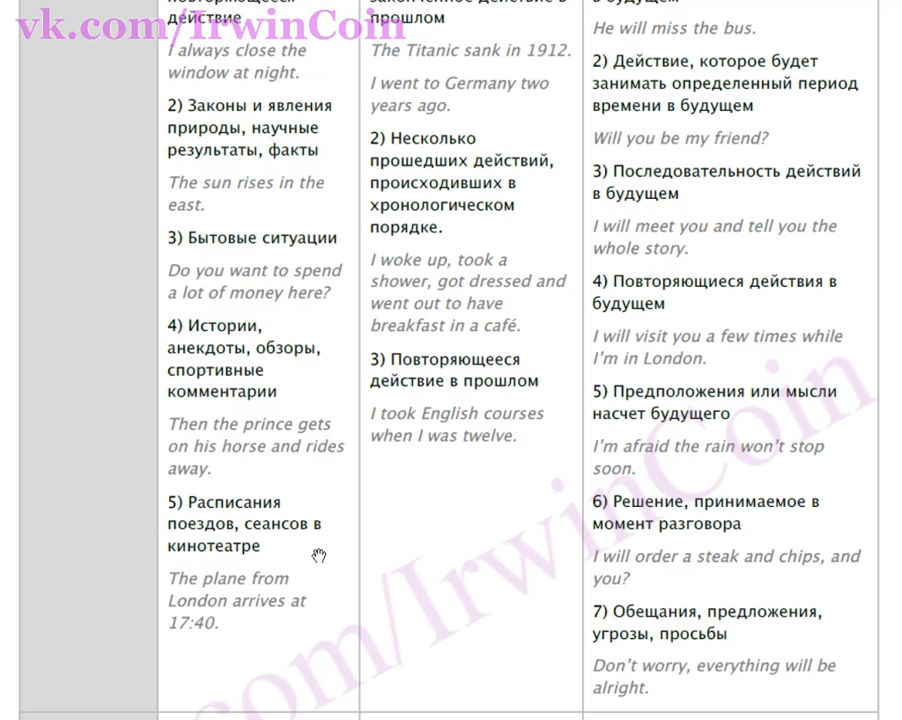 vk.com/IrwinCoin
повторяющееся
действие
I always close the
window at night.
2) Законы и явления
природы, научные
результаты, факты
The sun rises in the
east.
3) Бытовые ситуации
Do you want to spend
a lot of money here?
4) Истории,
анекдоты, обзоры,
спортивные
комментарии
Then the prince gets
on his horse and rides
away.
5) Расписания
поездов, сеансов в
кинотеатре
The plane from
London arrives at
17:40.
законченное действие в
прошлом
The Titanic sank in 1912.
I went to Germany two
years ago.
2) Несколько
прошедших действий,
происходивших в
хронологическом
порядке.
I woke up, took a
shower, got dressed and
went out to have
breakfast in a café.
3) Повторяющееся
действие в прошлом
I took English courses
when I was twelve.
в будущем
He will miss the bus.
2) Действие, которое будет
занимать определенный период
времени в будущем
Will you be my friend?
3) Последовательность действий
в будущем
I will meet you and tell you the
whole story.
4) Повторяющиеся действия в
будущем
I will visit you a few times while
I’m in London.
5) Предположения или мысли
насчет будущего
I’m afraid the rain won’t stop
soon.
6) Решение, принимаемое в
момент разговора
I will order a steak and chips, and
you?
7) Обещания, предложения,
угрозы, просьбы
Don’t worry, everything will be
alright.
com/IrwinCoin